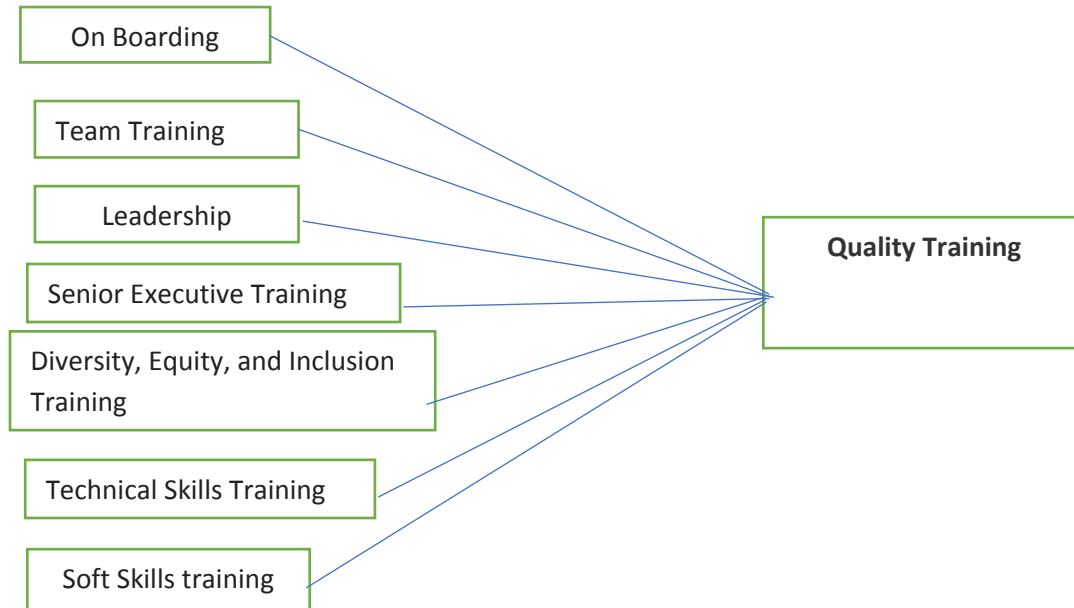 On Boarding
Team Training
Leadership
Quality Training
Senior Executive Training
Diversity, Equity, and Inclusion
Training
Technical Skills Training
Soft Skills training